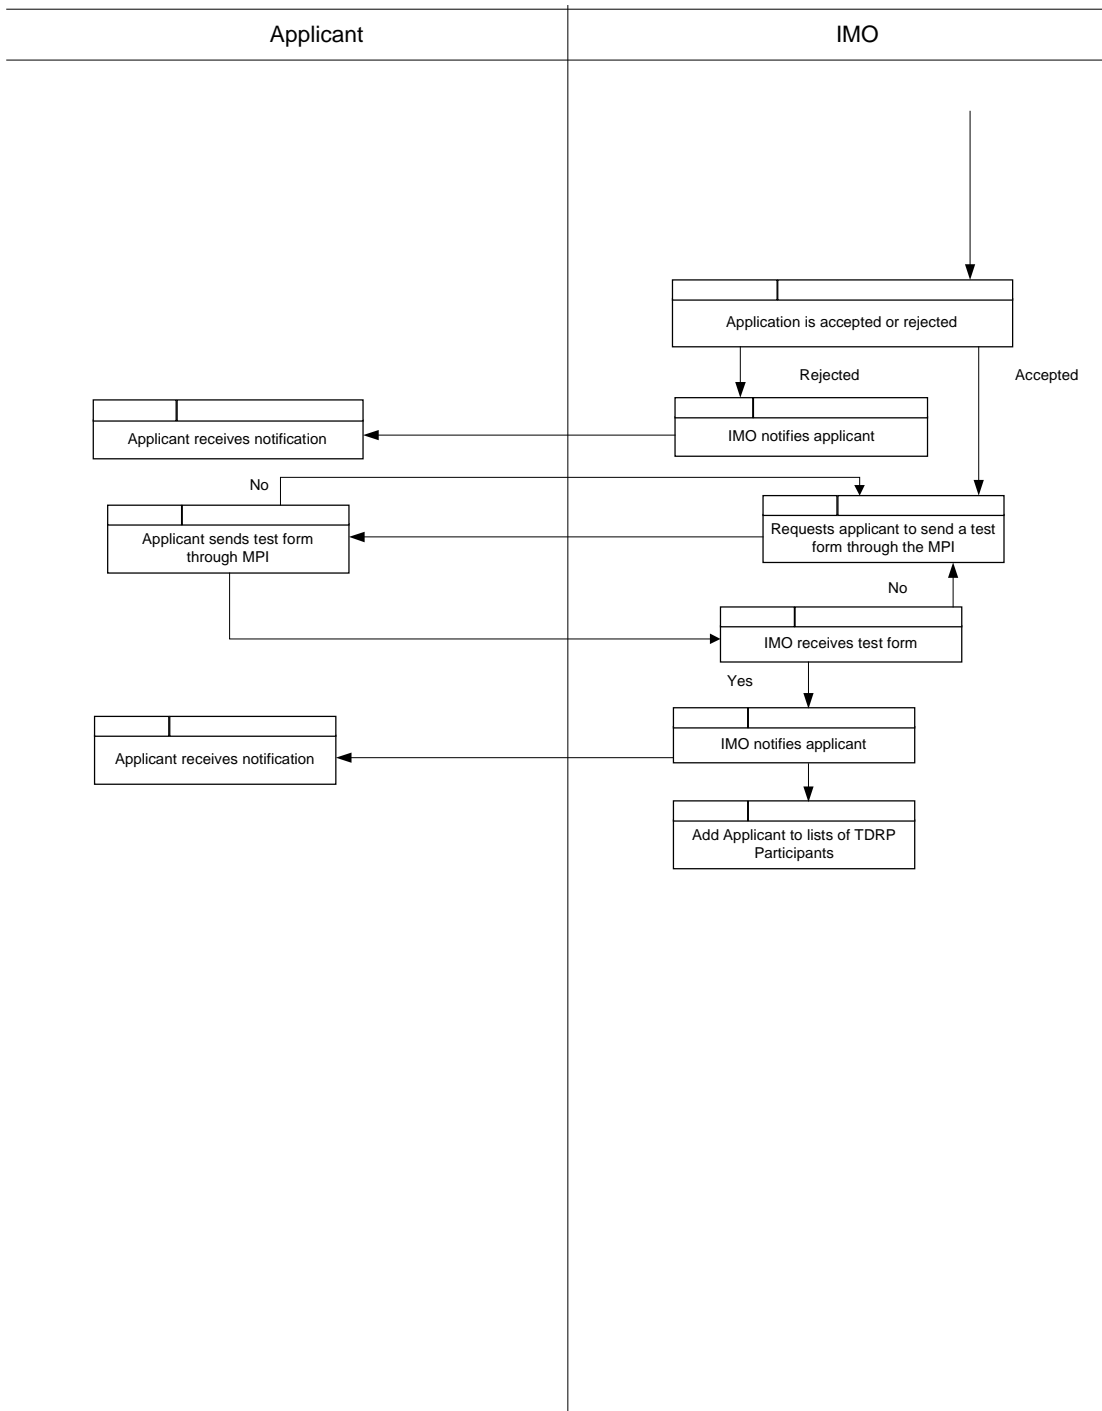 Applicant
IMO
Application is accepted or rejected
Rejected
Accepted
Applicant receives notification
IMO notifies applicant
No
Applicant sends test form
through MPI
Requests applicant to send a test
form through the MPI
No
IMO receives test form
Yes
IMO notifies applicant
Applicant receives notification
Add Applicant to lists of TDRP
Participants